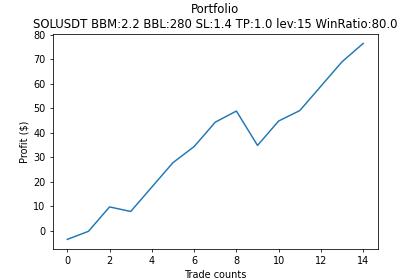 Portfolio
SOLUSDT BBM:2.2 BBL:280 SL:1.4 TP:1.0 lev:15 WinRatio:80.0
80
70
60
50
40
30
20
10
0
Profit ($)
0 2 4 6 8 10 12 14
Trade counts